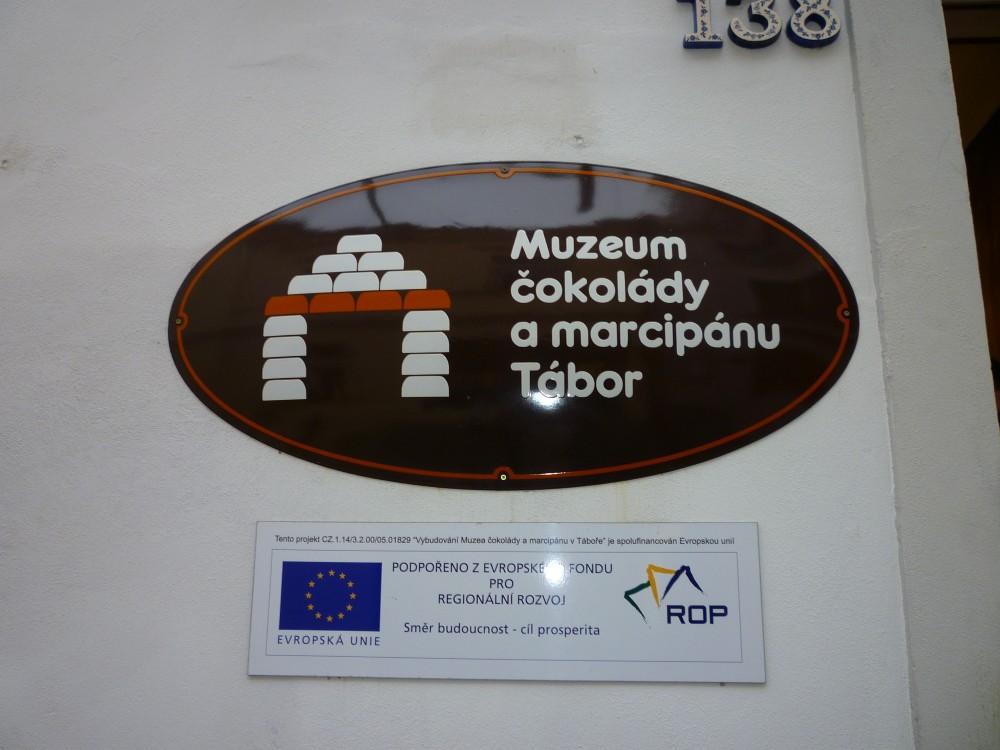 138
Muzeum
čokolády
a marcipánu
Tábor
Tento projekt CZ.1.14/3.2.00/05.01829 "Vybudování Muzea čokolády a marcipánu v Táboře" je spolufinancován Evropskou unií
PODPOŘENO Z EVROPSKÉHO FONDU
PRO
REGIONÁLNÍ ROZVOJ
Směr budoucnost - cíl prosperita
EVROPSKÁ UNIE
ROP